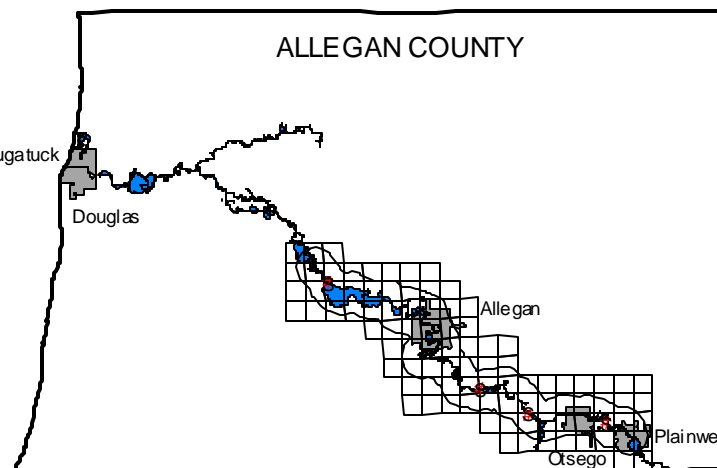 ALLEGAN COUNTY
ugatuck
Douglas
Allegan
S
S
S
S
Plainwe
Otsego